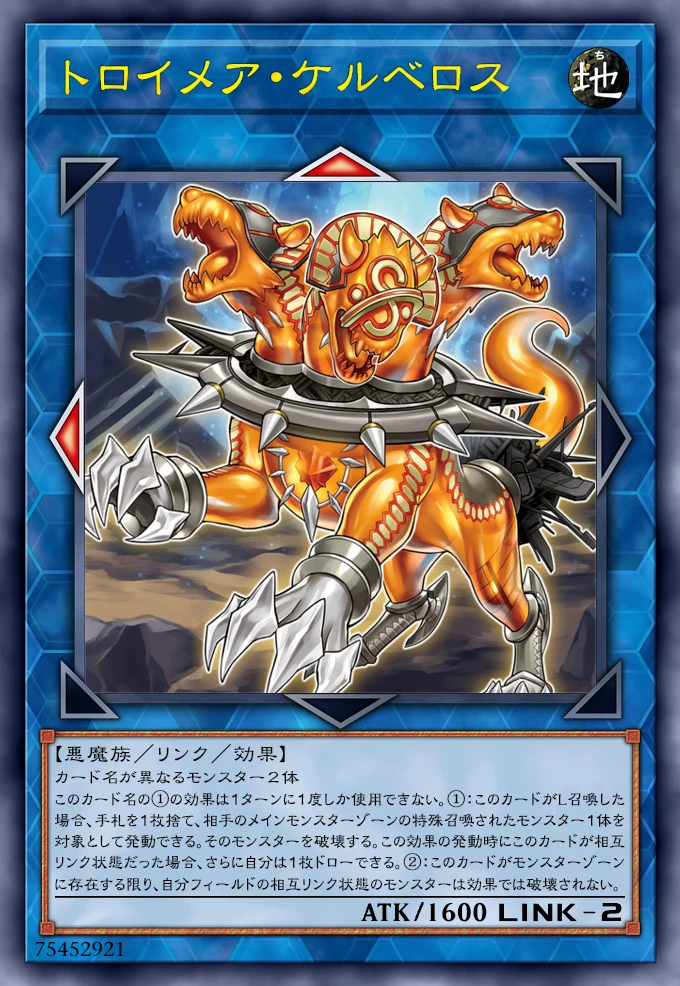 トロイメア・ケルベロス
ち
地
【悪魔族／リンク／効果】
カード名が異なるモンスター２体
このカード名の①の効果は１ターンに１度しか使用できない。①：このカードがL召喚した
場合、手札を１枚捨て、相手のメインモンスターゾーンの特殊召喚されたモンスター１体を
対象として発動できる。そのモンスターを破壊する。この効果の発動時にこのカードが相互
リンク状態だった場合、さらに自分は１枚ドローできる。②：このカードがモンスターゾーン
に存在する限り、自分フィールドの相互リンク状態のモンスターは効果では破壊されない。
ATK/1600 LINK-2
75452921